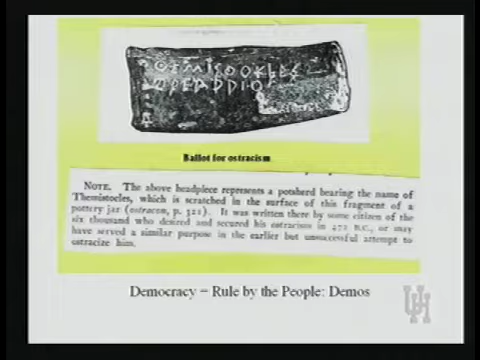 ΘΕΜΙΣΘΟΚΛΕΣ
ΦΡΕΑΡΡΙΟ
Ballot for ostracism
NOTE. The above headpiece represents a potsherd bearing the name of
Themistocles, which is scratched in the surface of this fragment of a
pottery jar (ostracon, p. 321). It was written there by some citizen of the
six thousand who desired and secured his ostracism in 472 B.C., or may
have served a similar purpose in the earlier but unsuccessful attempt to
ostracize him.
Democracy = Rule by the People: Demos
UH